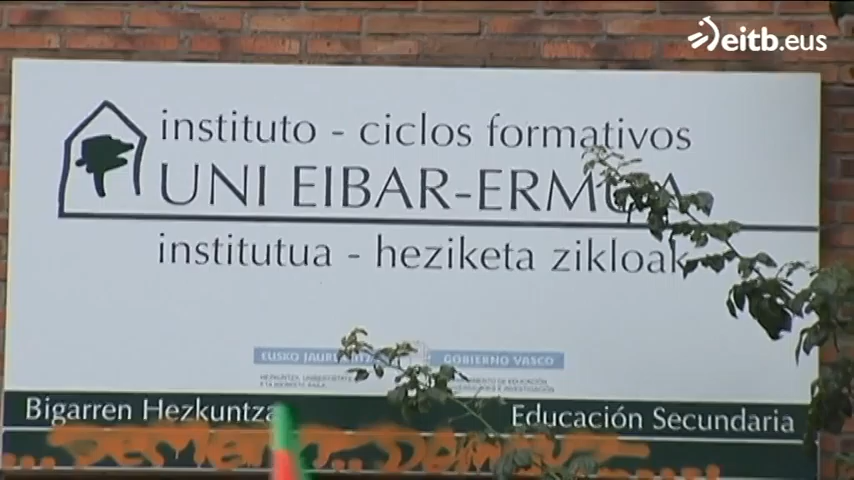 eitb.eus
instituto - ciclos formativos
UNI EIBAR-ERMUA
institutua - heziketa zikloak
EUSKO JAURLARITZA GOBIERNO VASCO
Bigarren Hezkuntza Educación Secundaria